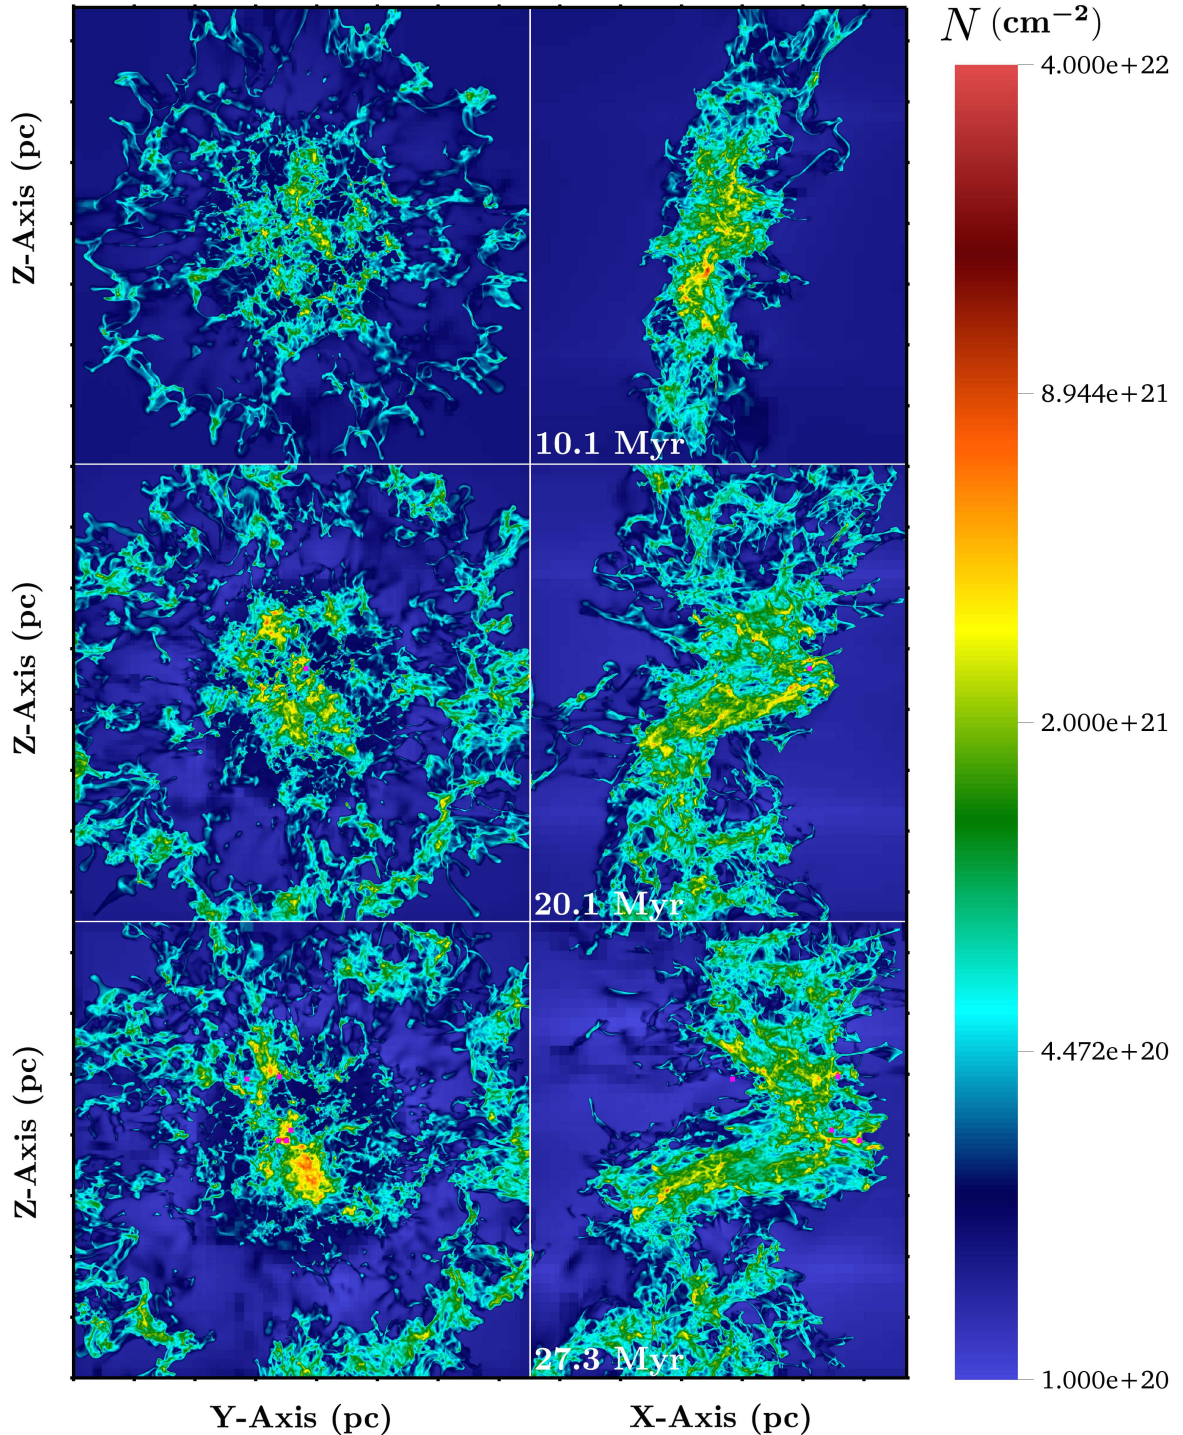 N (cm−2)
4.000e+22
8.944e+21
2.000e+21
4.472e+20
1.000e+20
Z-Axis (pc)
10.1 Myr
Z-Axis (pc)
20.1 Myr
Z-Axis (pc)
27.3 Myr
Y-Axis (pc)
X-Axis (pc)